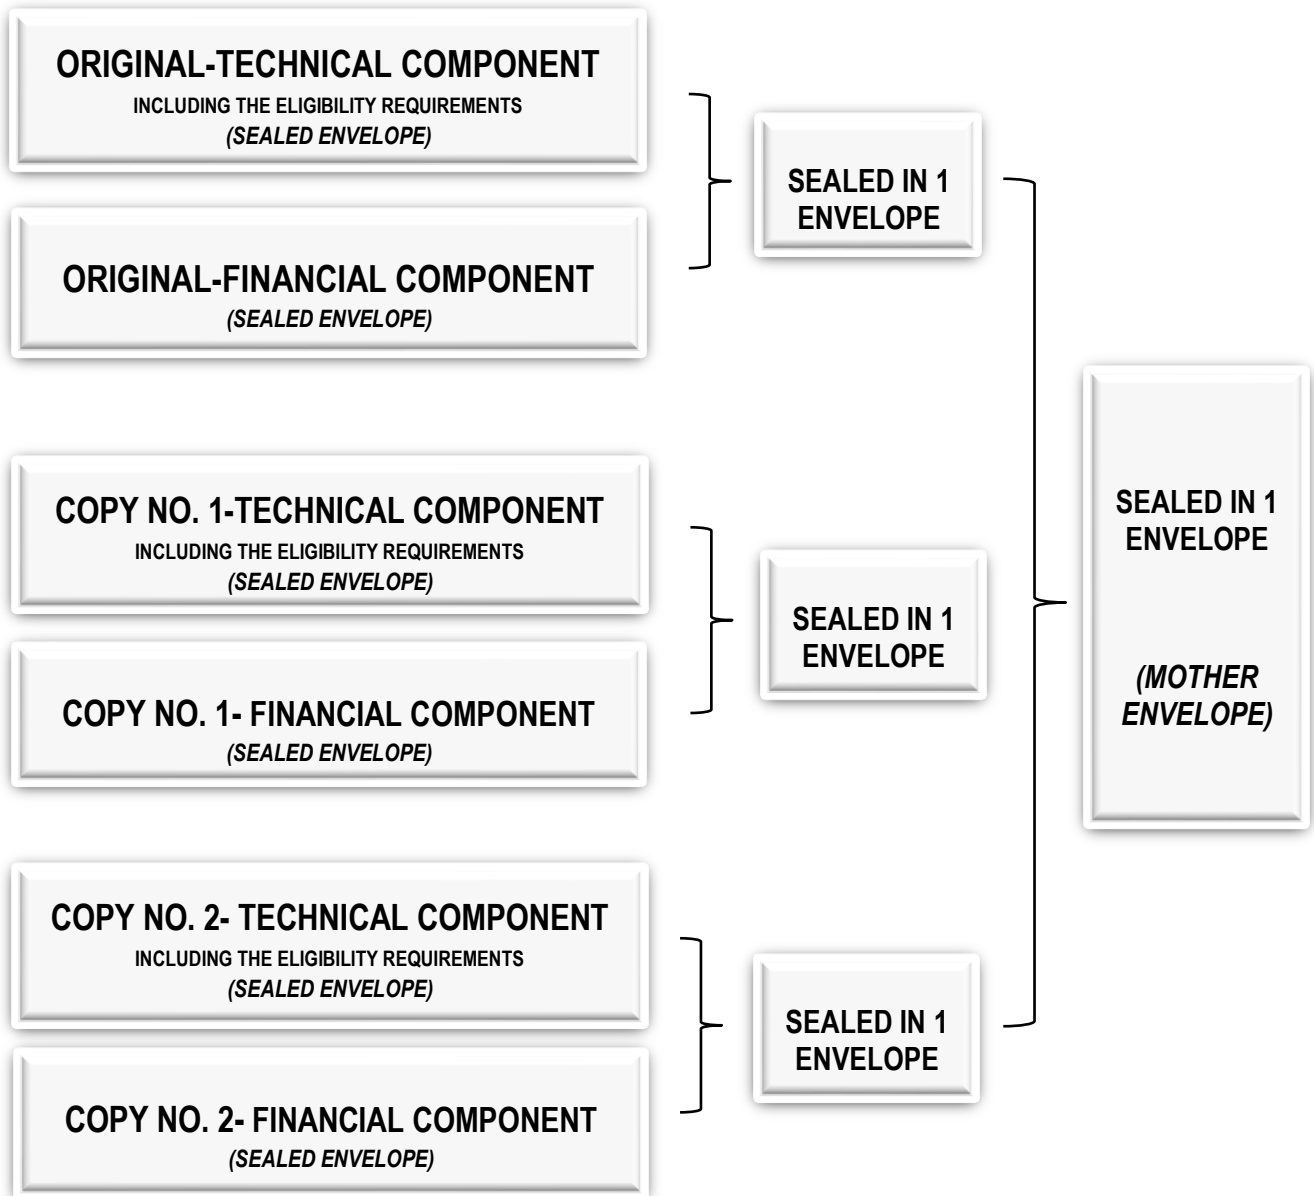 ORIGINAL-TECHNICAL COMPONENT
INCLUDING THE ELIGIBILITY REQUIREMENTS
(SEALED ENVELOPE)
ORIGINAL-FINANCIAL COMPONENT
(SEALED ENVELOPE)
SEALED IN 1
ENVELOPE
COPY NO. 1-TECHNICAL COMPONENT
INCLUDING THE ELIGIBILITY REQUIREMENTS
(SEALED ENVELOPE)
COPY NO. 1- FINANCIAL COMPONENT
(SEALED ENVELOPE)
SEALED IN 1
ENVELOPE
COPY NO. 2- TECHNICAL COMPONENT
INCLUDING THE ELIGIBILITY REQUIREMENTS
(SEALED ENVELOPE)
COPY NO. 2- FINANCIAL COMPONENT
(SEALED ENVELOPE)
SEALED IN 1
ENVELOPE
SEALED IN 1
ENVELOPE
(MOTHER
ENVELOPE)